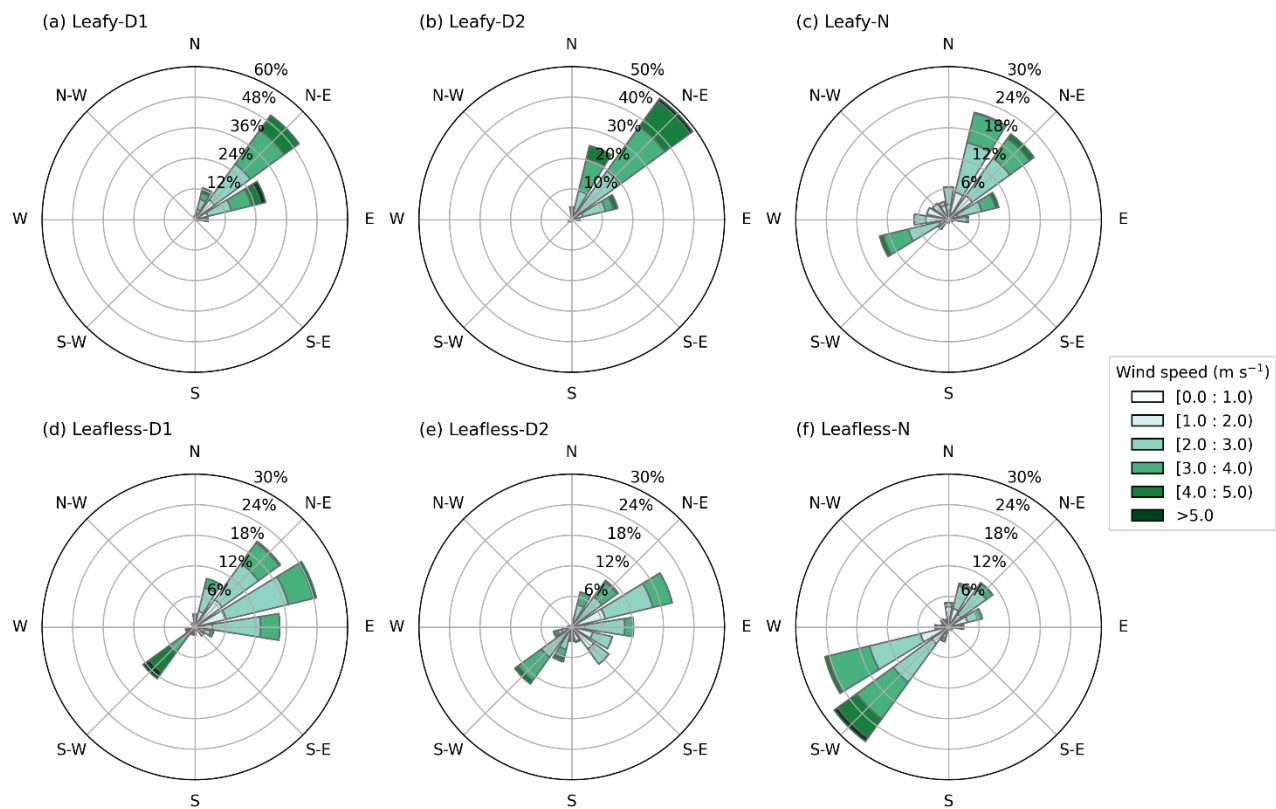 (a) Leafy-D1
N
60%
N-W
48%
N-E
36%
24%
12%
W
E
S-W
S-E
S
(b) Leafy-D2
N
50%
N-W
40%
N-E
30%
20%
10%
W
E
S-W
S-E
S
(c) Leafy-N
N
30%
N-W
24%
N-E
18%
12%
6%
W
E
S-W
S-E
S
(d) Leafless-D1
N
30%
N-W
24%
N-E
18%
12%
6%
W
E
S-W
S-E
S
(e) Leafless-D2
N
30%
N-W
24%
N-E
18%
12%
6%
W
E
S-W
S-E
S
(f) Leafless-N
N
30%
N-W
24%
N-E
18%
12%
6%
W
E
S-W
S-E
S
Wind speed (m s⁻¹)
[0.0 : 1.0)
[1.0 : 2.0)
[2.0 : 3.0)
[3.0 : 4.0)
[4.0 : 5.0)
>5.0